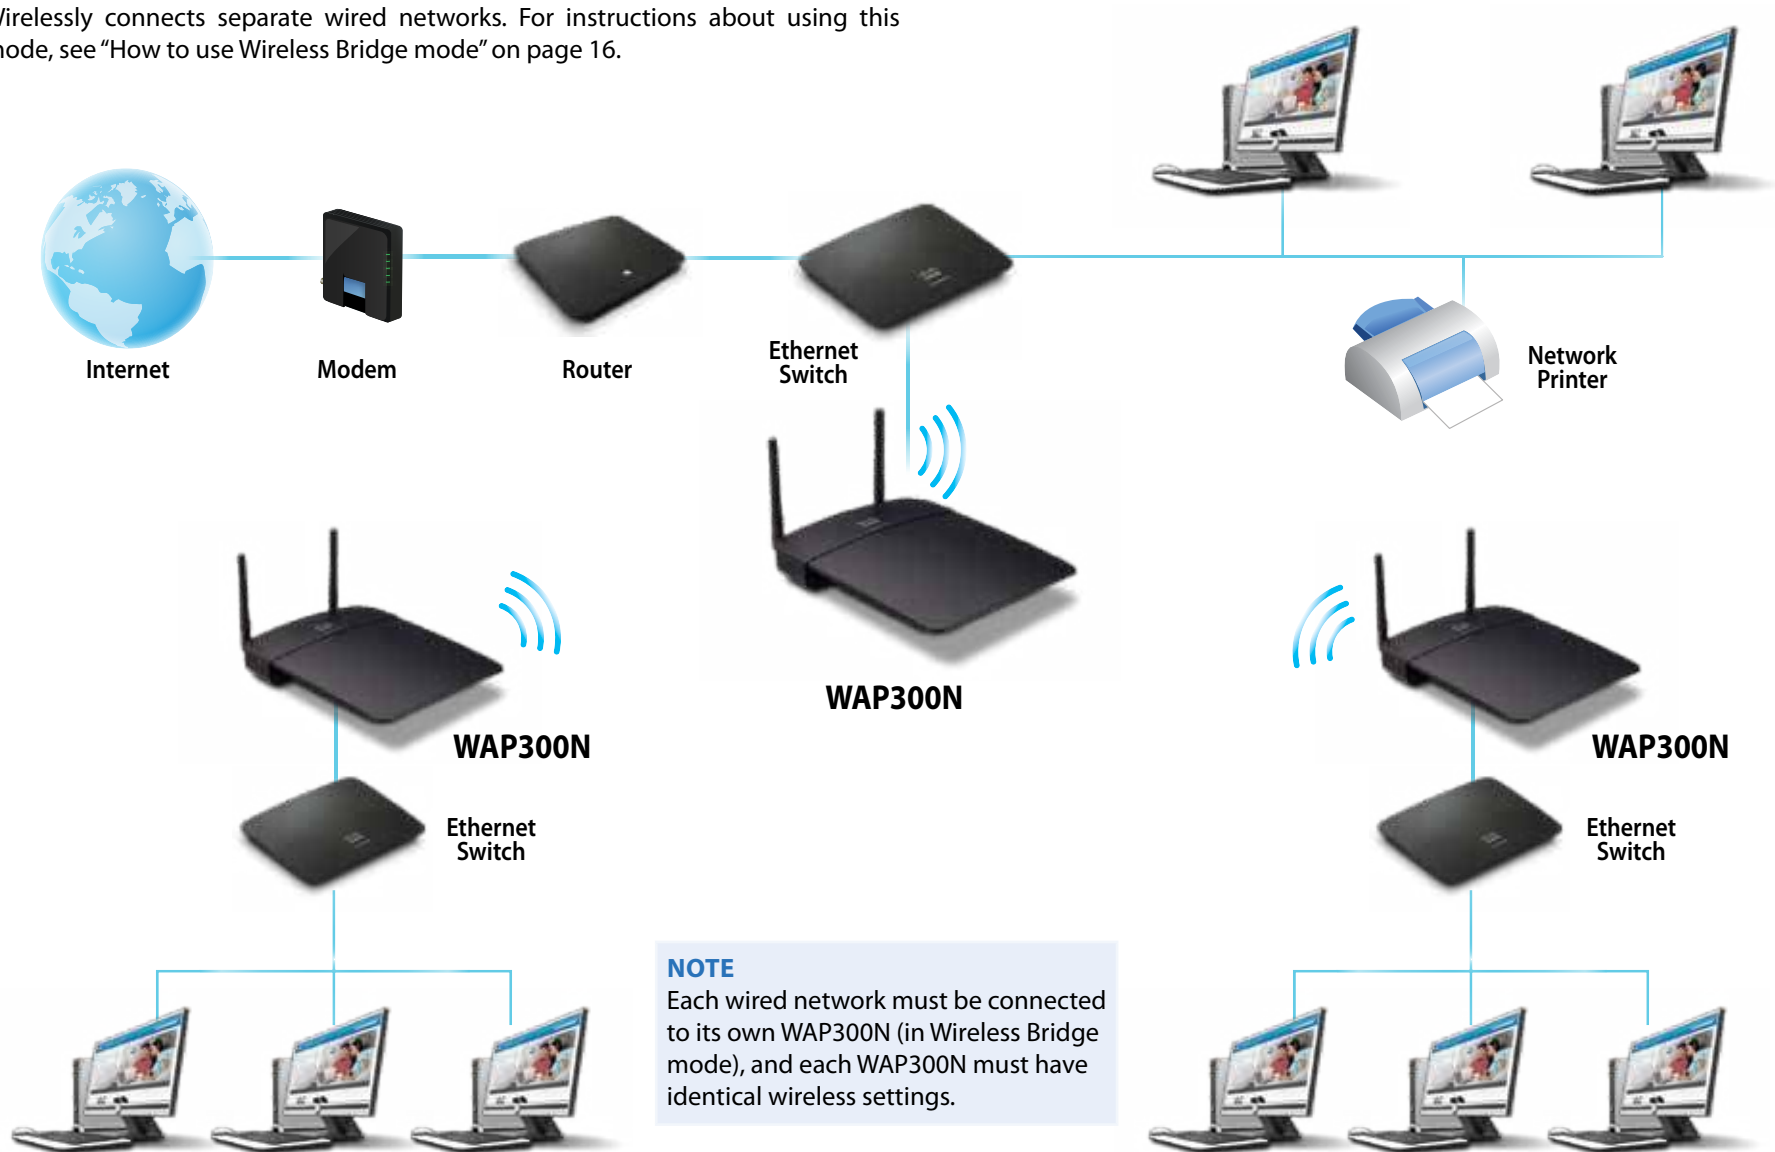 Wirelessly connects separate wired networks. For instructions about using this
mode, see “How to use Wireless Bridge mode” on page 16.
Internet
Modem
Router
Ethernet
Switch
Network
Printer
WAP300N
WAP300N
WAP300N
Ethernet
Switch
Ethernet
Switch
NOTE
Each wired network must be connected
to its own WAP300N (in Wireless Bridge
mode), and each WAP300N must have
identical wireless settings.